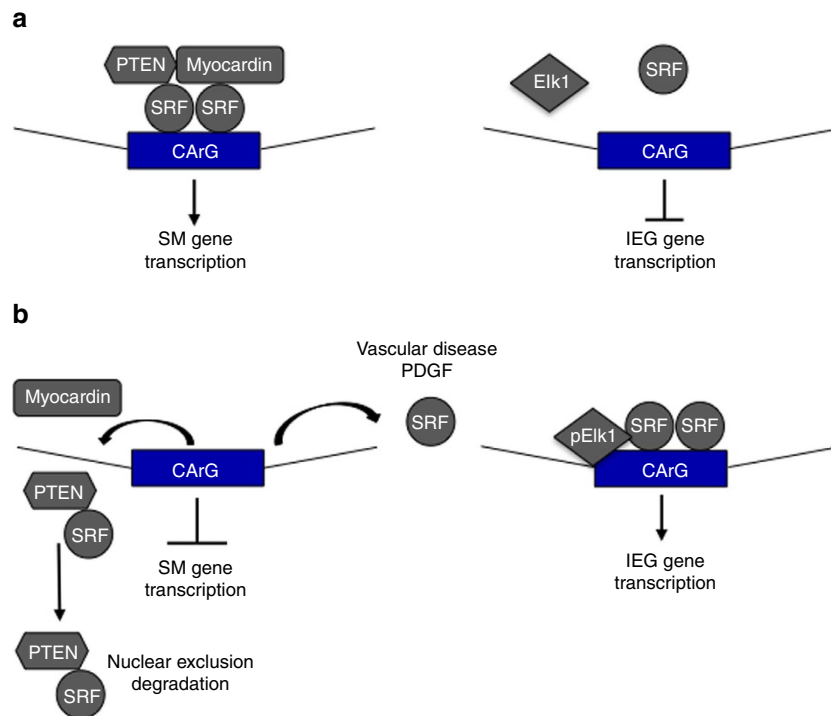 a
PTEN Myocardin
SRF SRF
CArG
SM gene
transcription
Elk1
SRF
CArG
IEG gene
transcription
b
Myocardin
CArG
PTEN
SRF
SM gene
transcription
PTEN
SRF
Nuclear exclusion
degradation
Vascular disease
PDGF
SRF
pElk1 SRF SRF
CArG
IEG gene
transcription